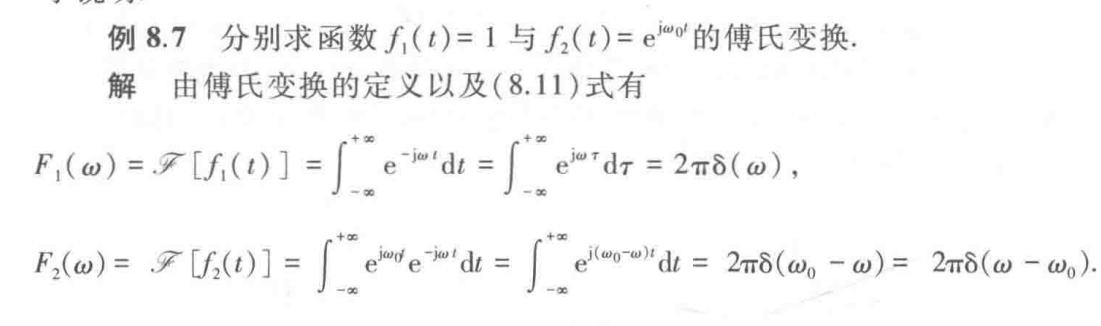 例 8.7 分别求函数 f₁(t)= 1 与 f₂(t)= e^{jω₀t} 的傅氏变换.
解 由傅氏变换的定义以及(8.11)式有
F₁(ω) = ℱ[f₁(t)] = ∫_{-∞}^{+∞} e^{-jωt} dt = ∫_{-∞}^{+∞} e^{jωτ} dτ = 2πδ(ω),
F₂(ω) = ℱ[f₂(t)] = ∫_{-∞}^{+∞} e^{jω₀t} e^{-jωt} dt = ∫_{-∞}^{+∞} e^{j(ω₀-ω)t} dt = 2πδ(ω₀ - ω) = 2πδ(ω - ω₀).